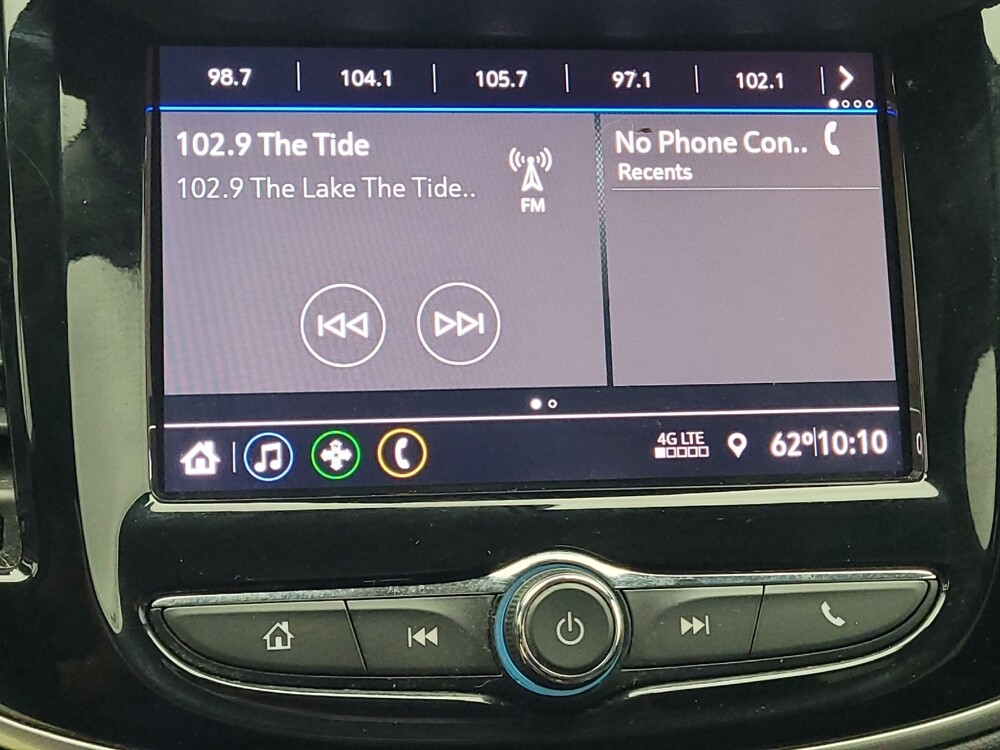 98.7 104.1 105.7 97.1 102.1
102.9 The Tide
102.9 The Lake The Tide..
FM
No Phone Con..
Recents
4G LTE
62º 10:10